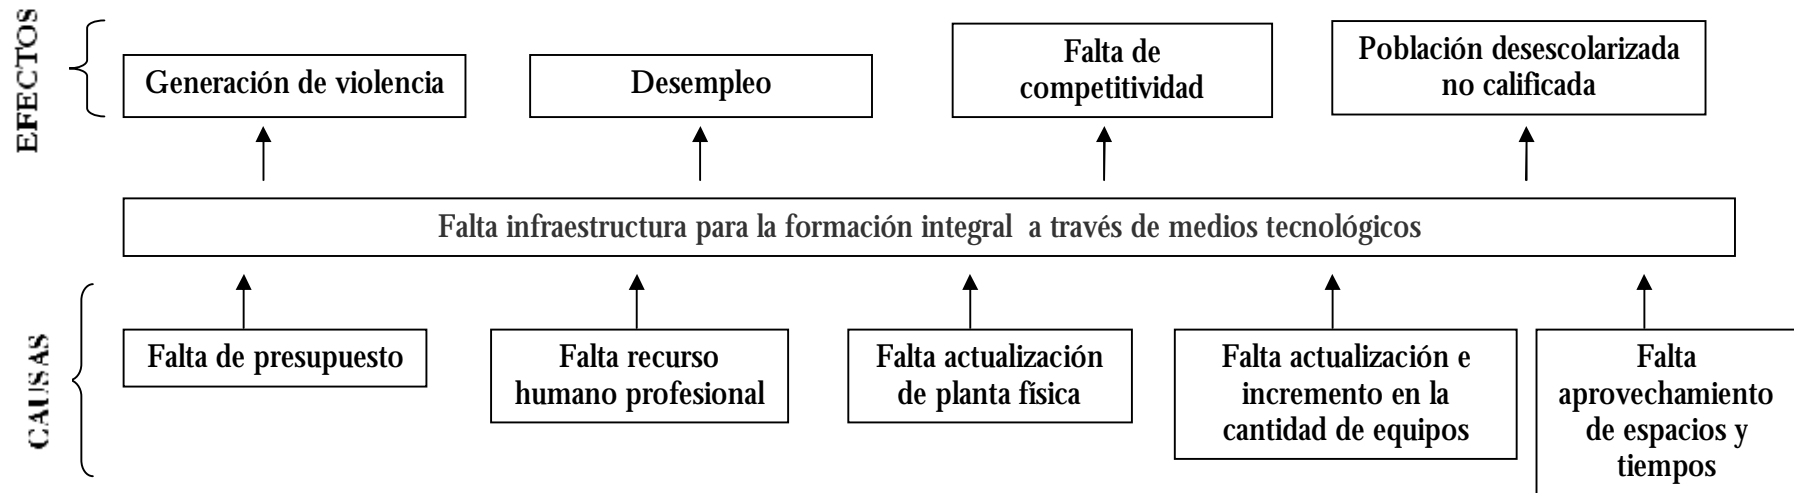 EFECTOS
Generación de violencia
Desempleo
Falta de
competitividad
Población desescolarizada
no calificada
Falta infraestructura para la formación integral  a través de medios tecnológicos
CAUSAS
Falta de presupuesto
Falta recurso
humano profesional
Falta actualización
de planta física
Falta actualización e
incremento en la
cantidad de equipos
Falta
aprovechamiento
de espacios y
tiempos